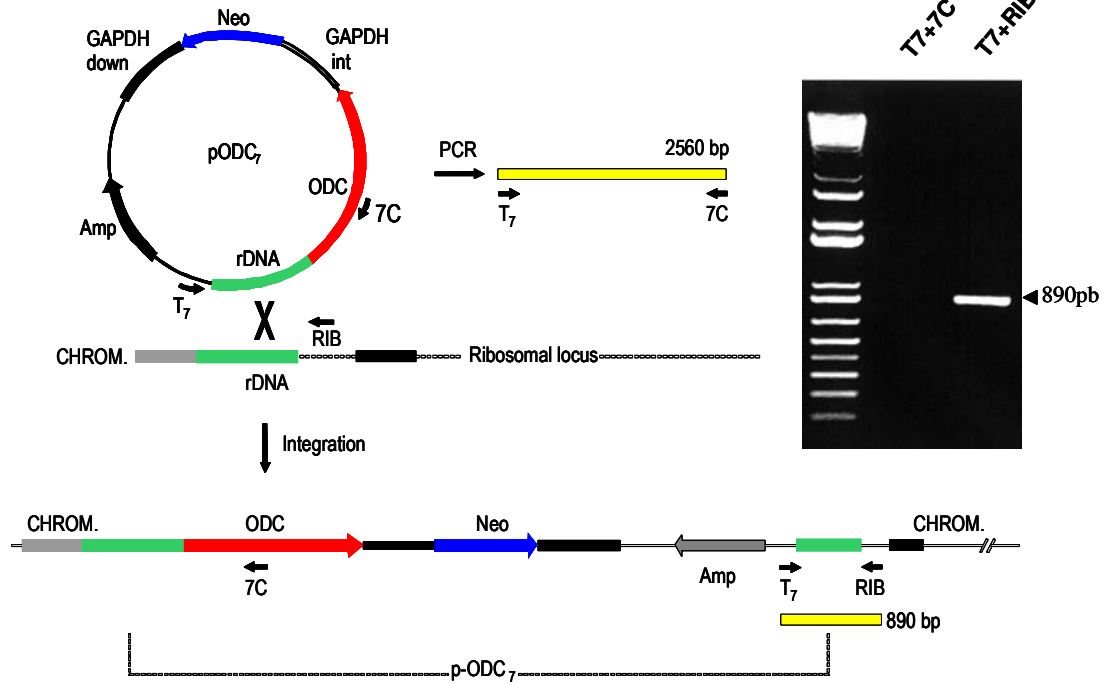 Neo
GAPDH
down
GAPDH
int
pODC7
ODC
7C
Amp
rDNA
T7
PCR
2560 bp
T7
7C
T7+7C
T7+RIB
890pb
RIB
CHROM.
Ribosomal locus
rDNA
Integration
CHROM.
ODC
Neo
CHROM.
7C
Amp
T7
RIB
890 bp
p-ODC7